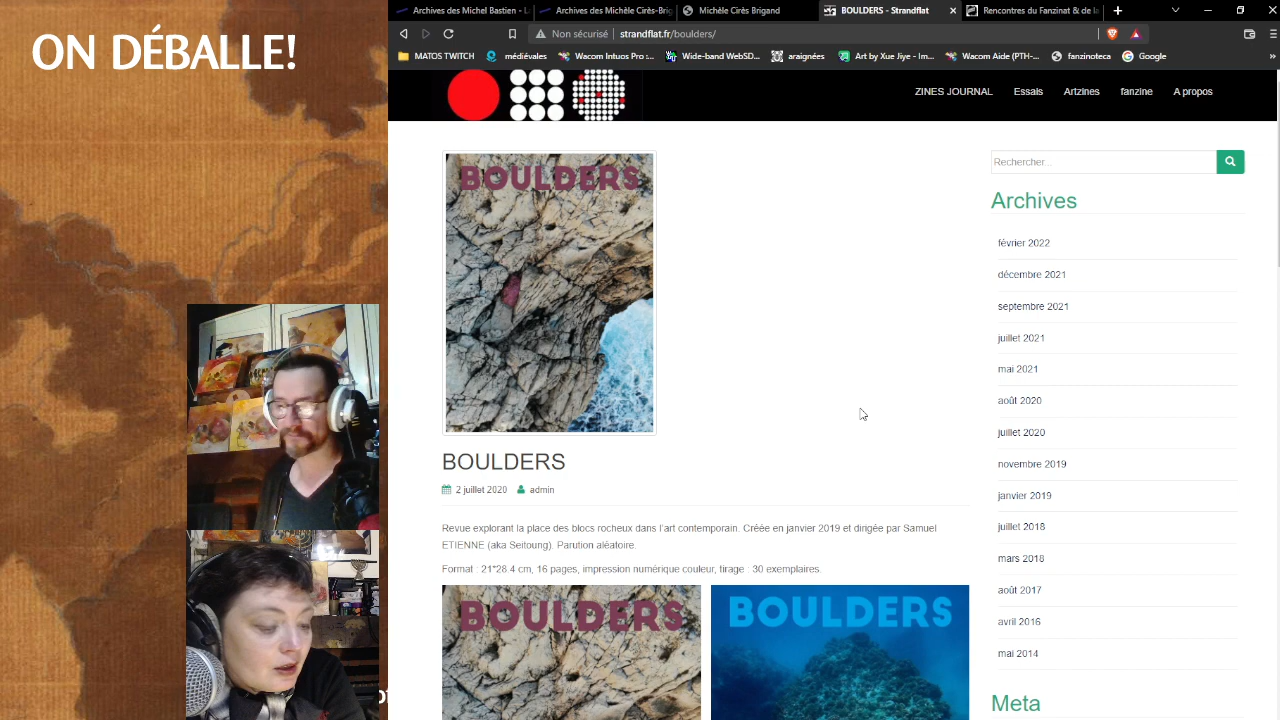 ON DÉBALLE!
Archives des Michel Bastien - L
Archives des Michèle Cirès-Brig
Michèle Cirès Brigand
BOULDERS - Strandflat
Rencontres du Fanzinat & de la
Non sécurisé
strandflat.fr/boulders/
MATOS TWITCH
médiévales
Wacom Intuos Pro :...
Wide-band WebSD...
araignées
Art by Xue Jiye - Im...
Wacom Aide (PTH-...
fanzinoteca
Google
ZINES JOURNAL
Essais
Artzines
fanzine
A propos
BOULDERS
Rechercher...
Archives
février 2022
décembre 2021
septembre 2021
juillet 2021
mai 2021
août 2020
juillet 2020
novembre 2019
janvier 2019
juillet 2018
mars 2018
août 2017
avril 2016
mai 2014
Meta
BOULDERS
2 juillet 2020
admin
Revue explorant la place des blocs rocheux dans l'art contemporain. Créée en janvier 2019 et dirigée par Samuel
ETIENNE (aka Seitoung). Parution aléatoire.
Format : 21*28.4 cm, 16 pages, impression numérique couleur, tirage : 30 exemplaires.
BOULDERS
BOULDERS